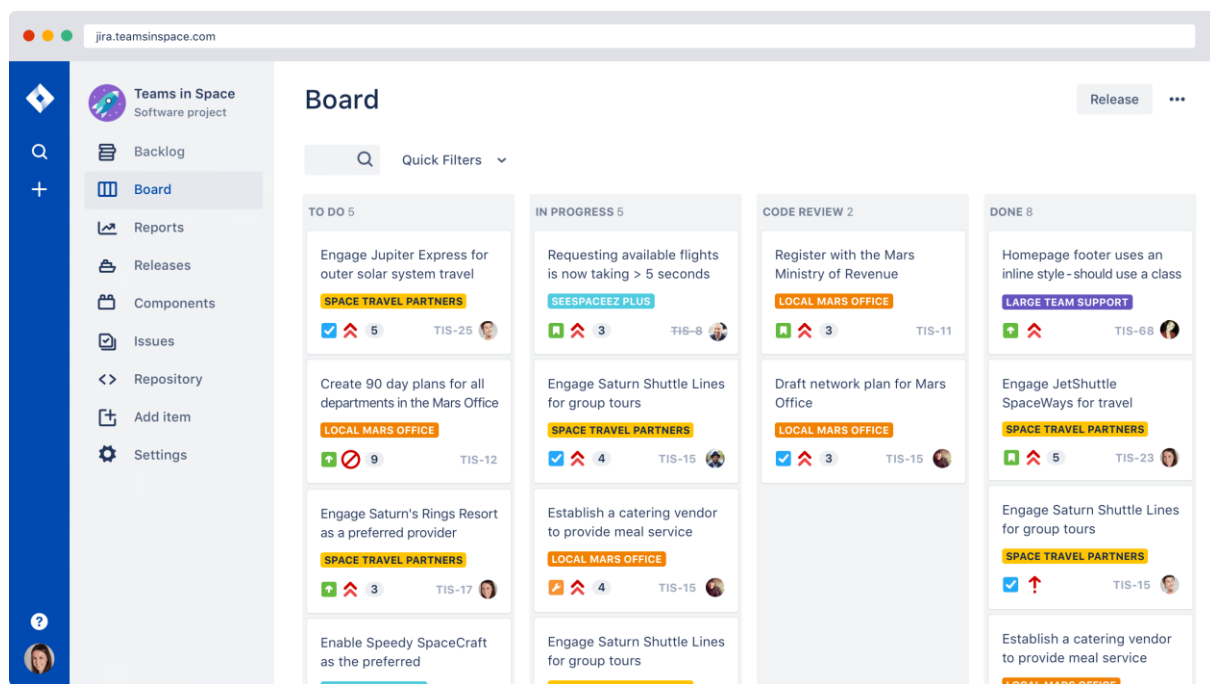 jira.teamsinspace.com
Teams in Space
Software project
Backlog
Board
Reports
Releases
Components
Issues
Repository
Add item
Settings
?
Board
Release
Quick Filters
TO DO 5
Engage Jupiter Express for
outer solar system travel
SPACE TRAVEL PARTNERS
5 TIS-25
Create 90 day plans for all
departments in the Mars Office
LOCAL MARS OFFICE
9 TIS-12
Engage Saturn's Rings Resort
as a preferred provider
SPACE TRAVEL PARTNERS
3 TIS-17
Enable Speedy SpaceCraft
as the preferred
IN PROGRESS 5
Requesting available flights
is now taking > 5 seconds
SEESPACEEZ PLUS
3 TIS-8
Engage Saturn Shuttle Lines
for group tours
SPACE TRAVEL PARTNERS
4 TIS-15
Establish a catering vendor
to provide meal service
LOCAL MARS OFFICE
4 TIS-15
Engage Saturn Shuttle Lines
for group tours
CODE REVIEW 2
Register with the Mars
Ministry of Revenue
LOCAL MARS OFFICE
3 TIS-11
Draft network plan for Mars
Office
LOCAL MARS OFFICE
3 TIS-15
DONE 8
Homepage footer uses an
inline style - should use a class
LARGE TEAM SUPPORT
TIS-68
Engage JetShuttle
SpaceWays for travel
SPACE TRAVEL PARTNERS
5 TIS-23
Engage Saturn Shuttle Lines
for group tours
SPACE TRAVEL PARTNERS
TIS-15
Establish a catering vendor
to provide meal service
LOCAL MARS OFFICE